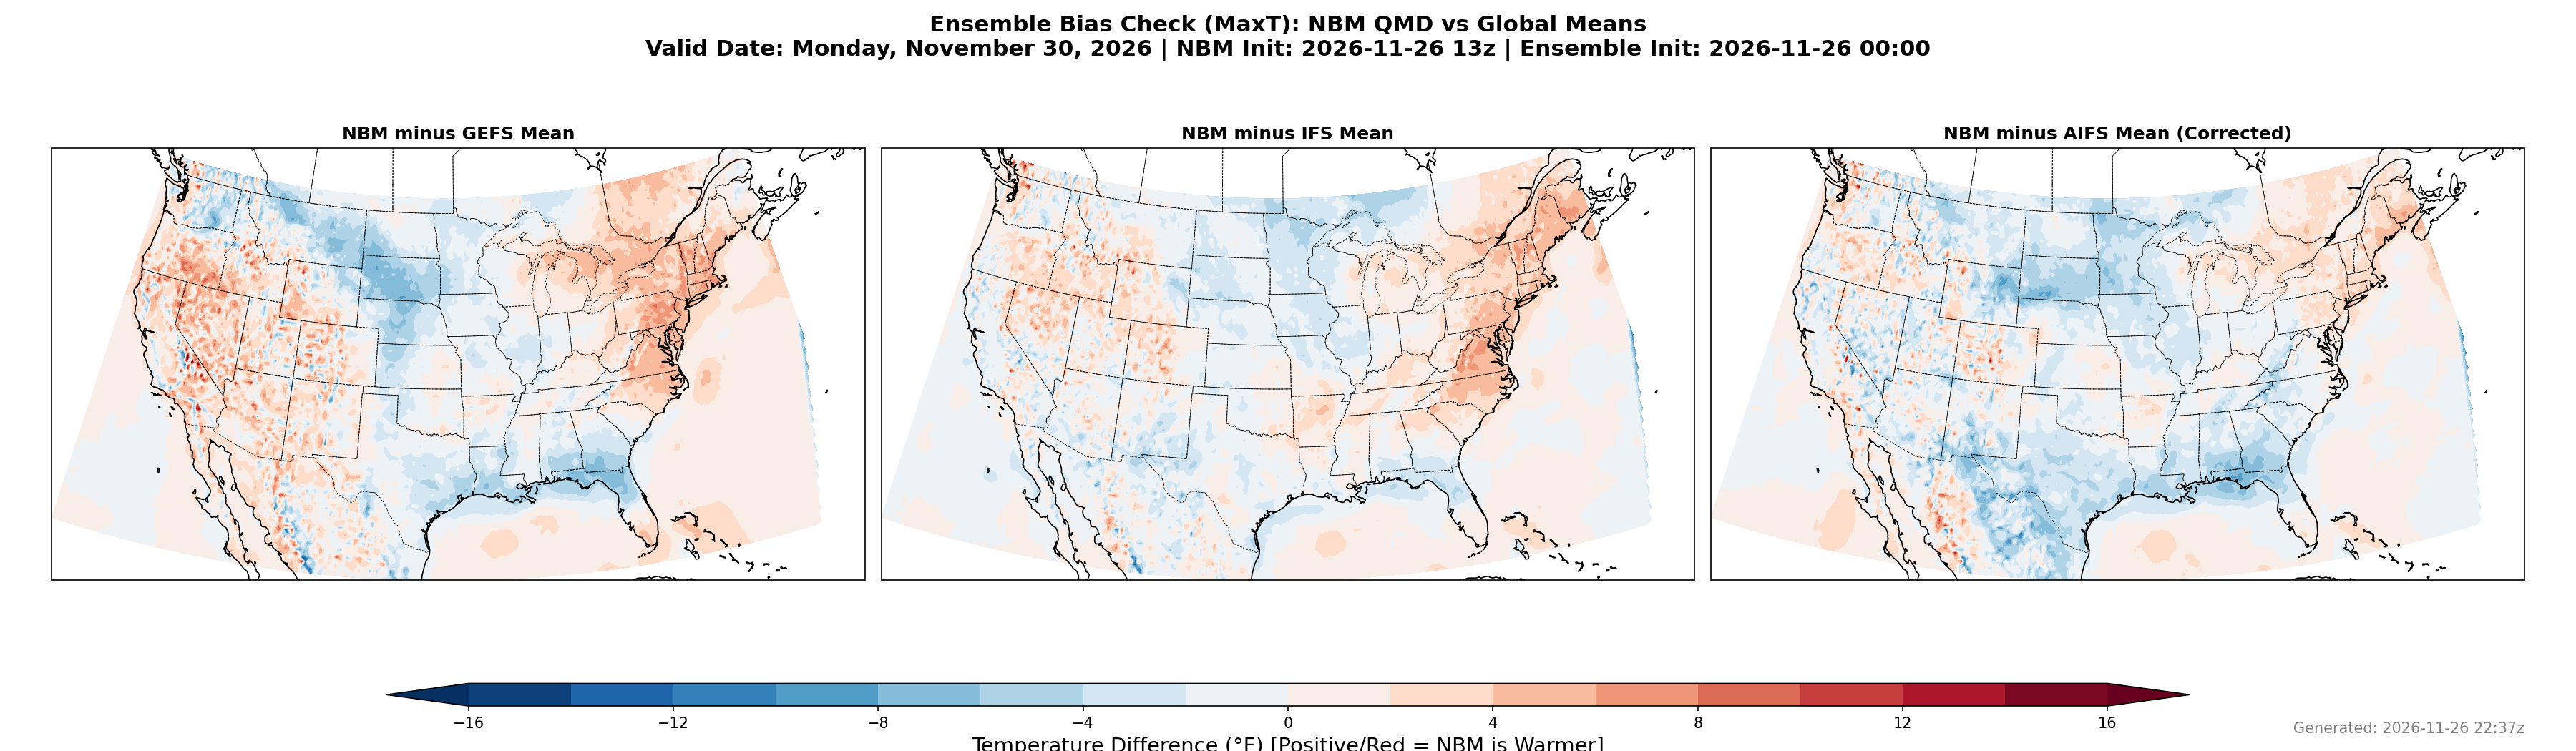 Ensemble Bias Check (MaxT): NBM QMD vs Global Means
Valid Date: Monday, November 30, 2026 | NBM Init: 2026-11-26 13z | Ensemble Init: 2026-11-26 00:00
NBM minus GEFS Mean
NBM minus IFS Mean
NBM minus AIFS Mean (Corrected)
−16
−12
−8
−4
0
4
8
12
16
Temperature Difference (°F) [Positive/Red = NBM is Warmer]
Generated: 2026-11-26 22:37z